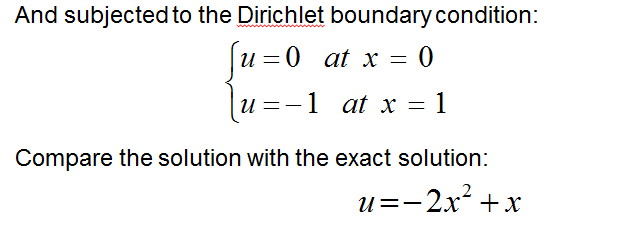 And subjected to the Dirichlet boundary condition:
u = 0 at x = 0
u = −1 at x = 1
Compare the solution with the exact solution:
u = −2x² + x